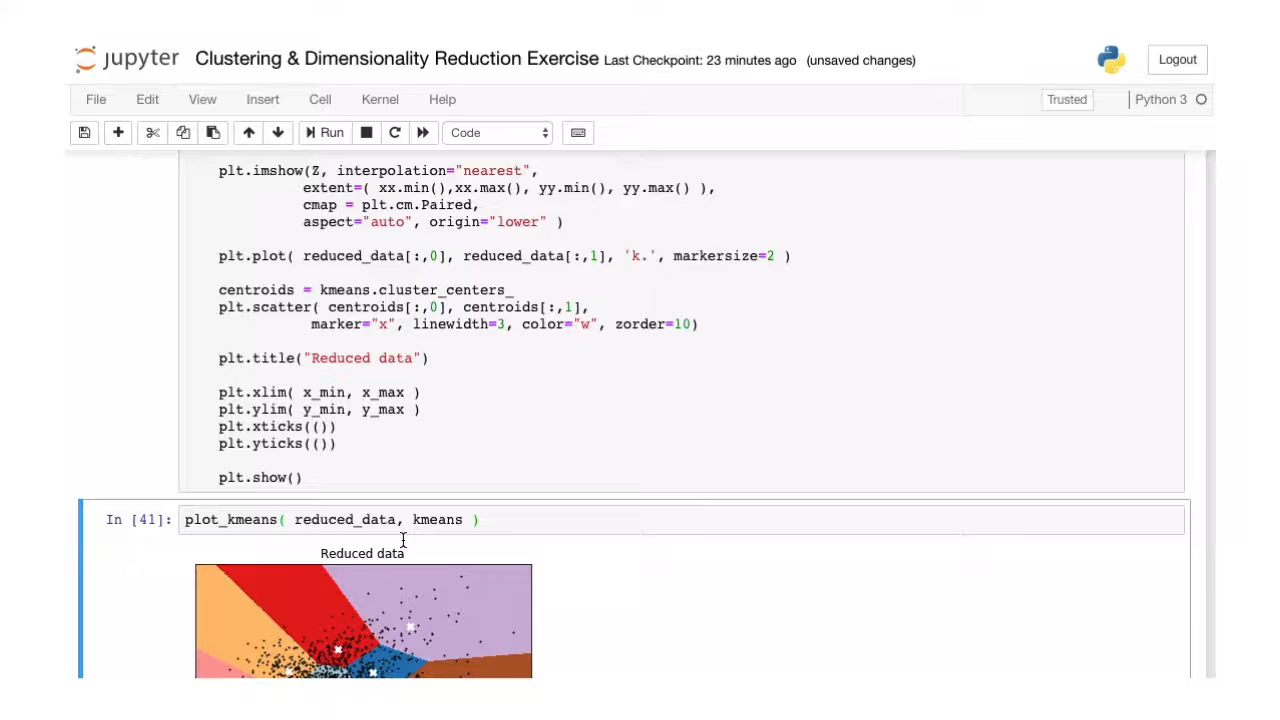 jupyter Clustering & Dimensionality Reduction Exercise Last Checkpoint: 23 minutes ago (unsaved changes) Logout
File Edit View Insert Cell Kernel Help Trusted Python 3
Run Code
plt.imshow(Z, interpolation="nearest",
extent=( xx.min(),xx.max(), yy.min(), yy.max() ),
cmap = plt.cm.Paired,
aspect="auto", origin="lower" )
plt.plot( reduced_data[:,0], reduced_data[:,1], 'k.', markersize=2 )
centroids = kmeans.cluster_centers_
plt.scatter( centroids[:,0], centroids[:,1],
marker="x", linewidth=3, color="w", zorder=10)
plt.title("Reduced data")
plt.xlim( x_min, x_max )
plt.ylim( y_min, y_max )
plt.xticks(())
plt.yticks(())
plt.show()
In [41]: plot_kmeans( reduced_data, kmeans )
Reduced data